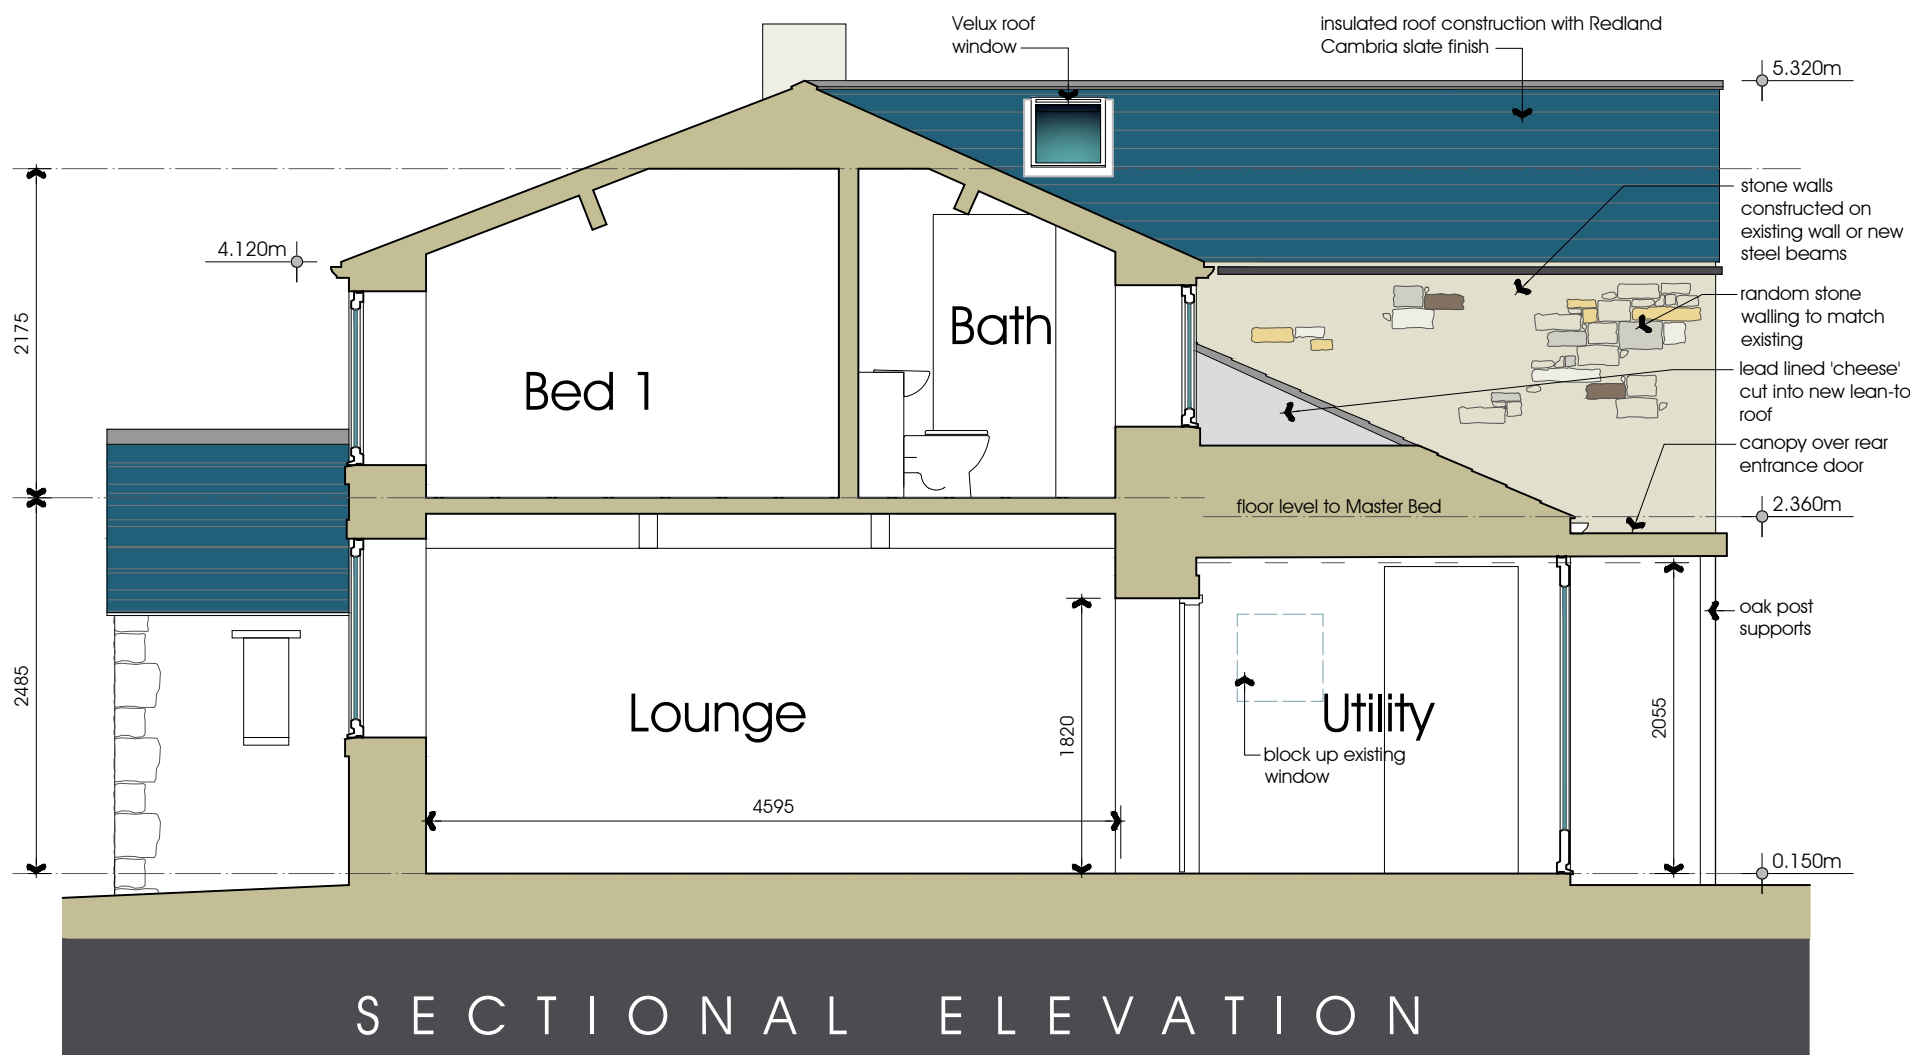 Velux roof
window
insulated roof construction with Redland
Cambria slate finish
5.320m
stone walls
constructed on
existing wall or new
steel beams
4.120m
random stone
walling to match
existing
2175
Bath
Bed 1
lead lined 'cheese'
cut into new lean-to
roof
canopy over rear
entrance door
floor level to Master Bed
2.360m
oak post
supports
2485
Lounge
1820
Utility
2055
block up existing
window
4595
0.150m
SECTIONAL ELEVATION